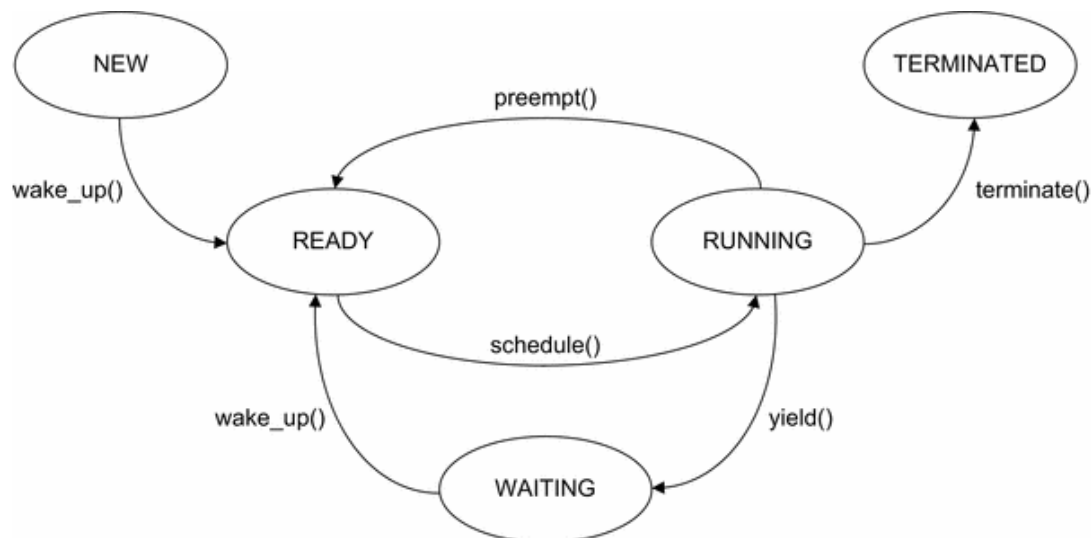 NEW
TERMINATED
preempt()
wake_up()
terminate()
READY
RUNNING
schedule()
wake_up()
yield()
WAITING